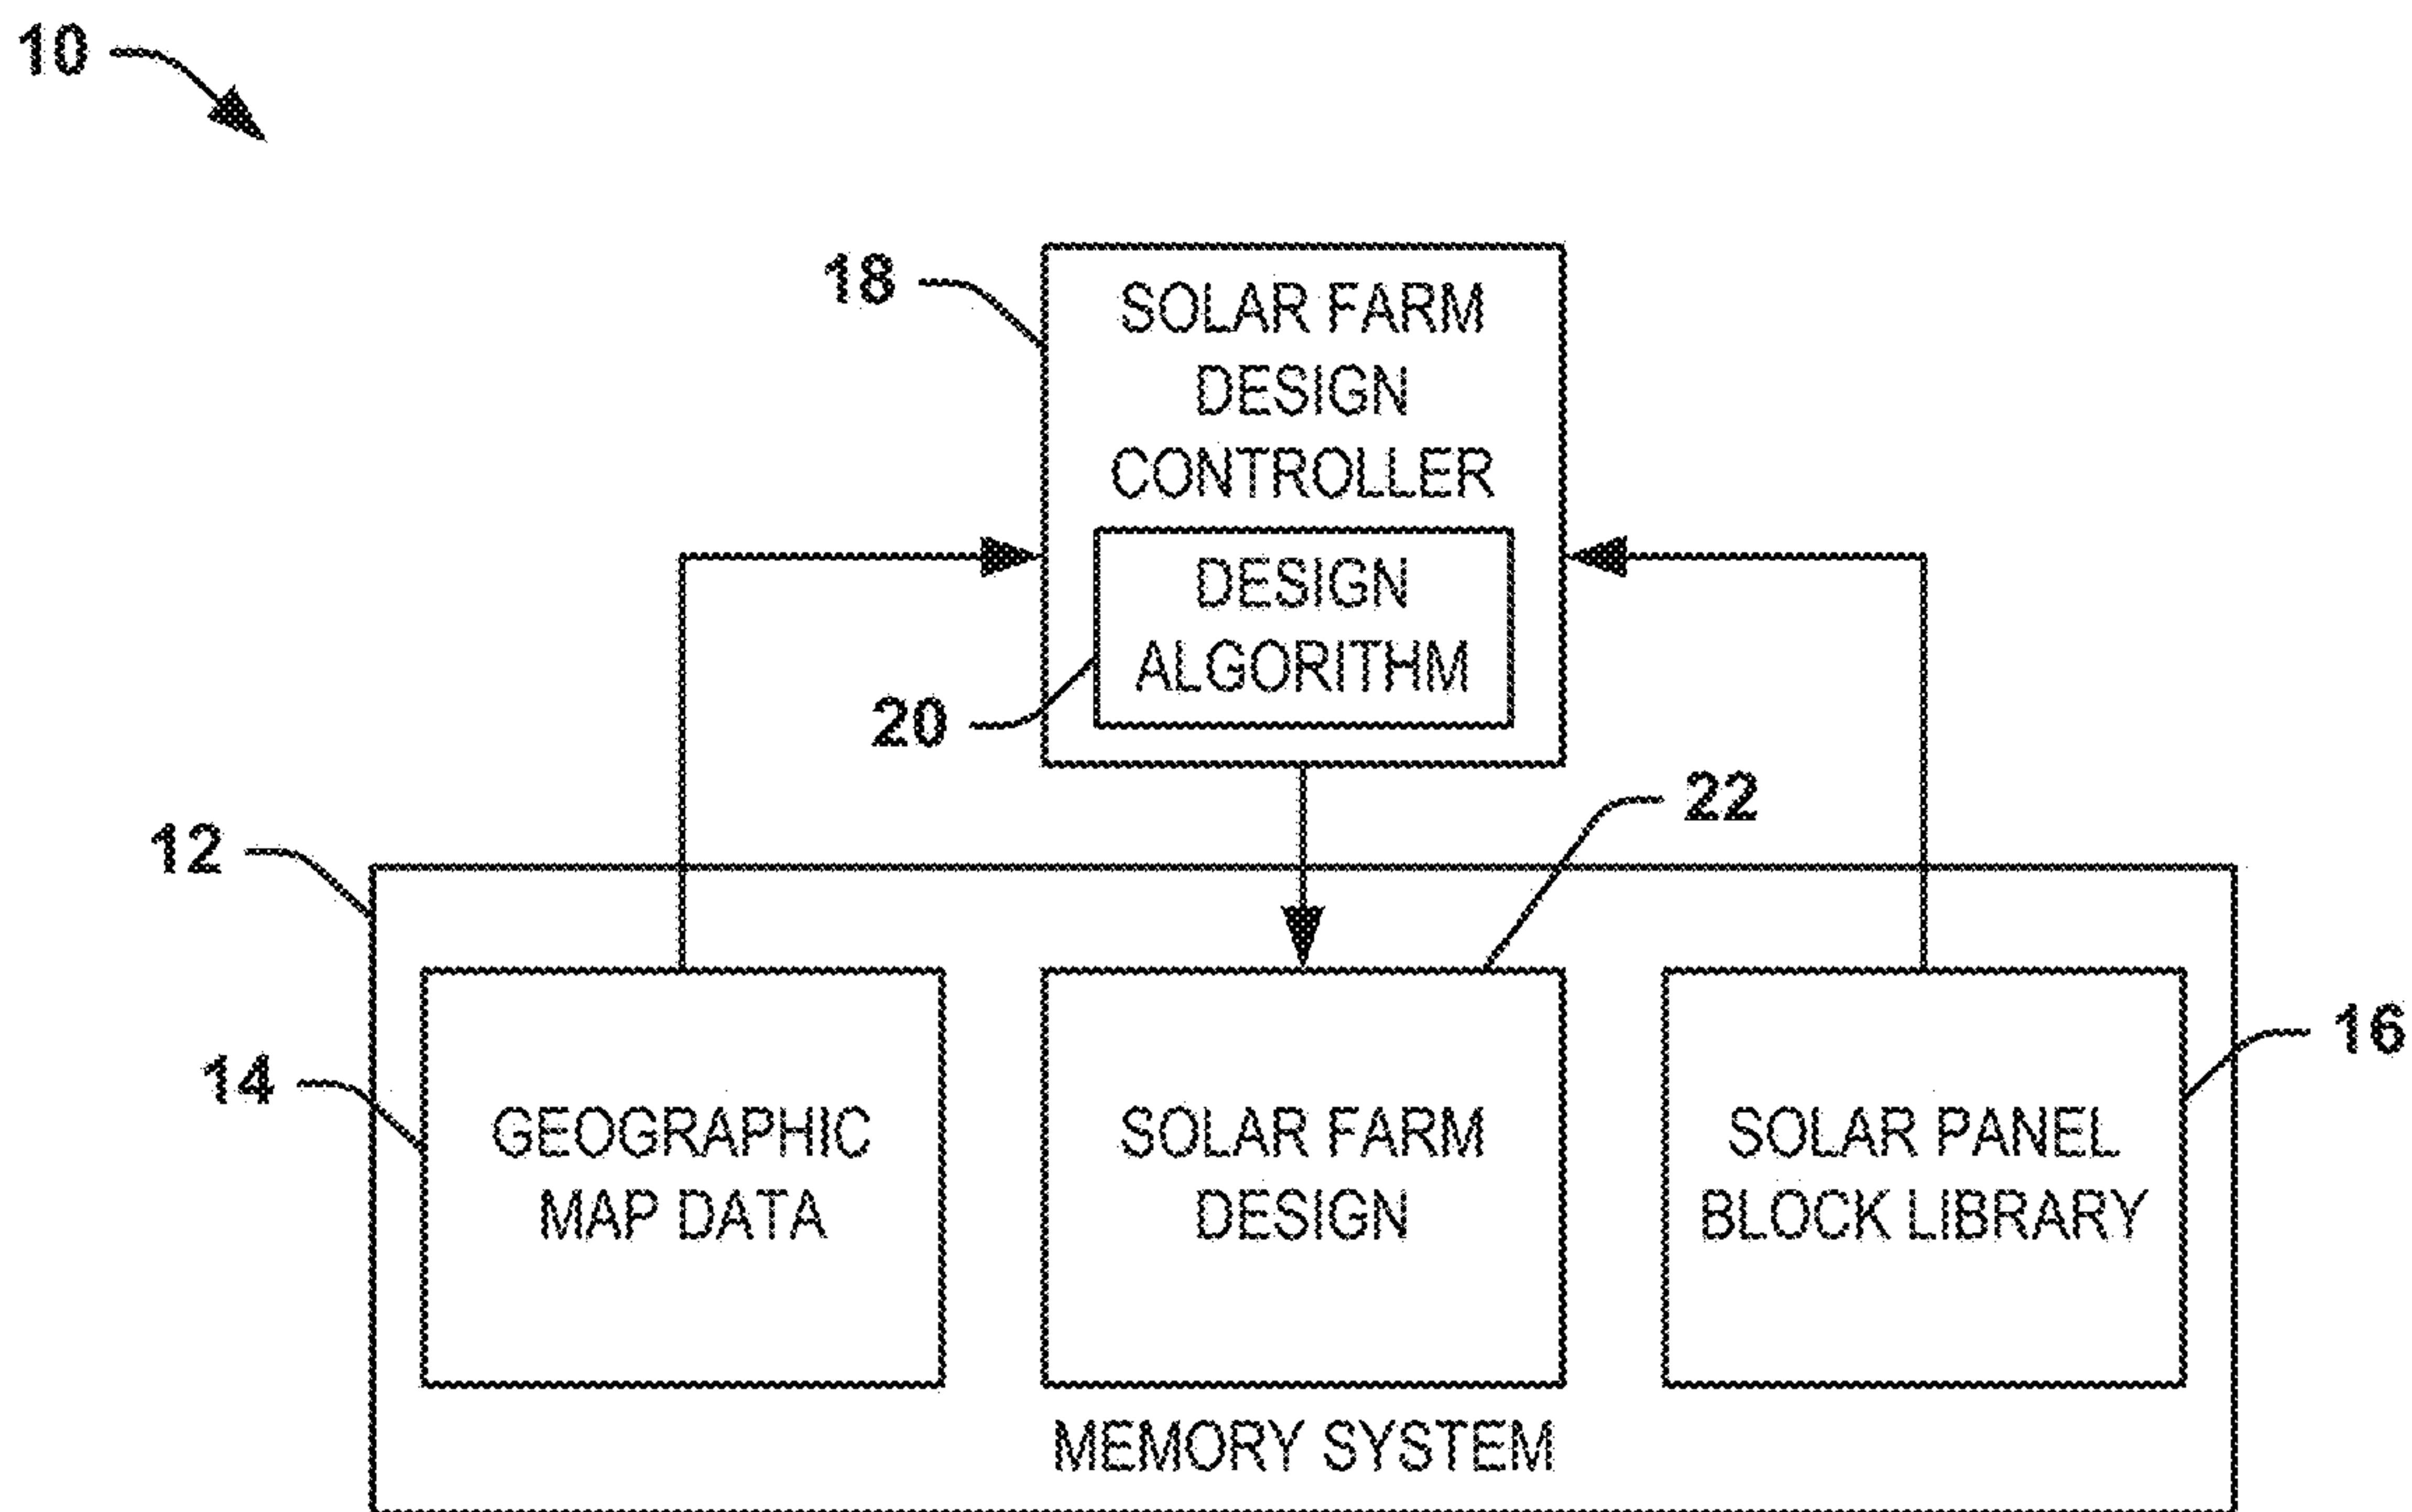 10
18
SOLAR FARM
DESIGN
CONTROLLER
DESIGN
ALGORITHM
20
22
12
14
GEOGRAPHIC
MAP DATA
SOLAR FARM
DESIGN
SOLAR PANEL
BLOCK LIBRARY
16
MEMORY SYSTEM